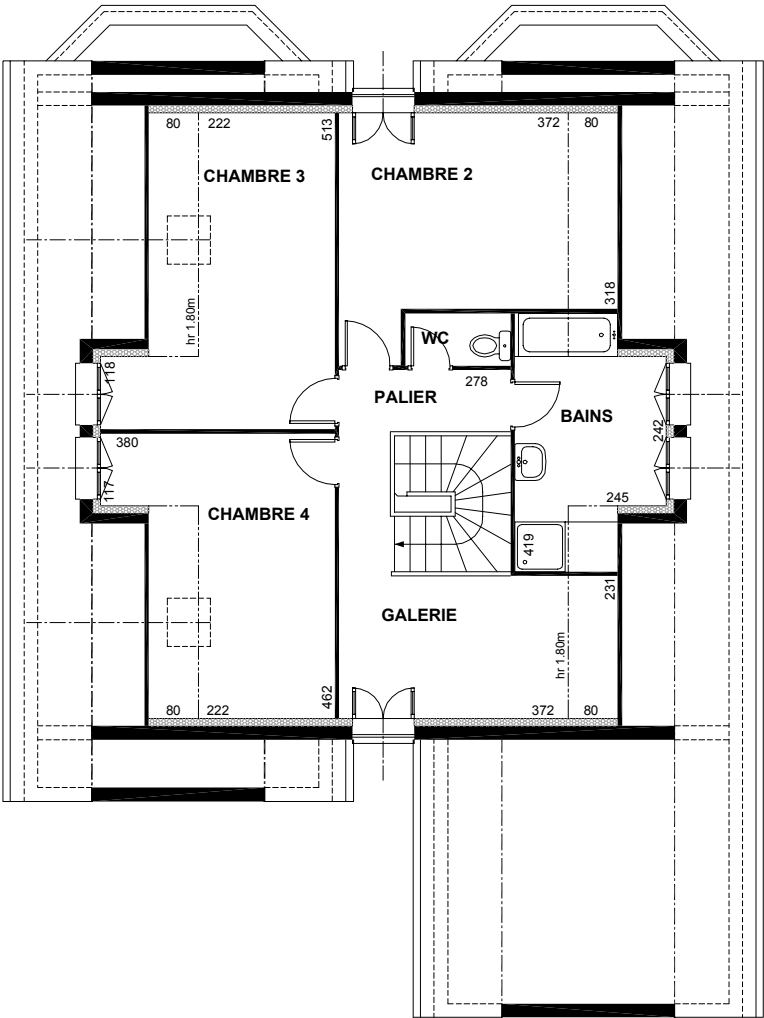 80 222
513
372 80
CHAMBRE 3
CHAMBRE 2
318
hr 1.80m
WC
118
278
PALIER
BAINS
380
242
117
245
CHAMBRE 4
419
231
GALERIE
hr 1.80m
462
80 222
372 80